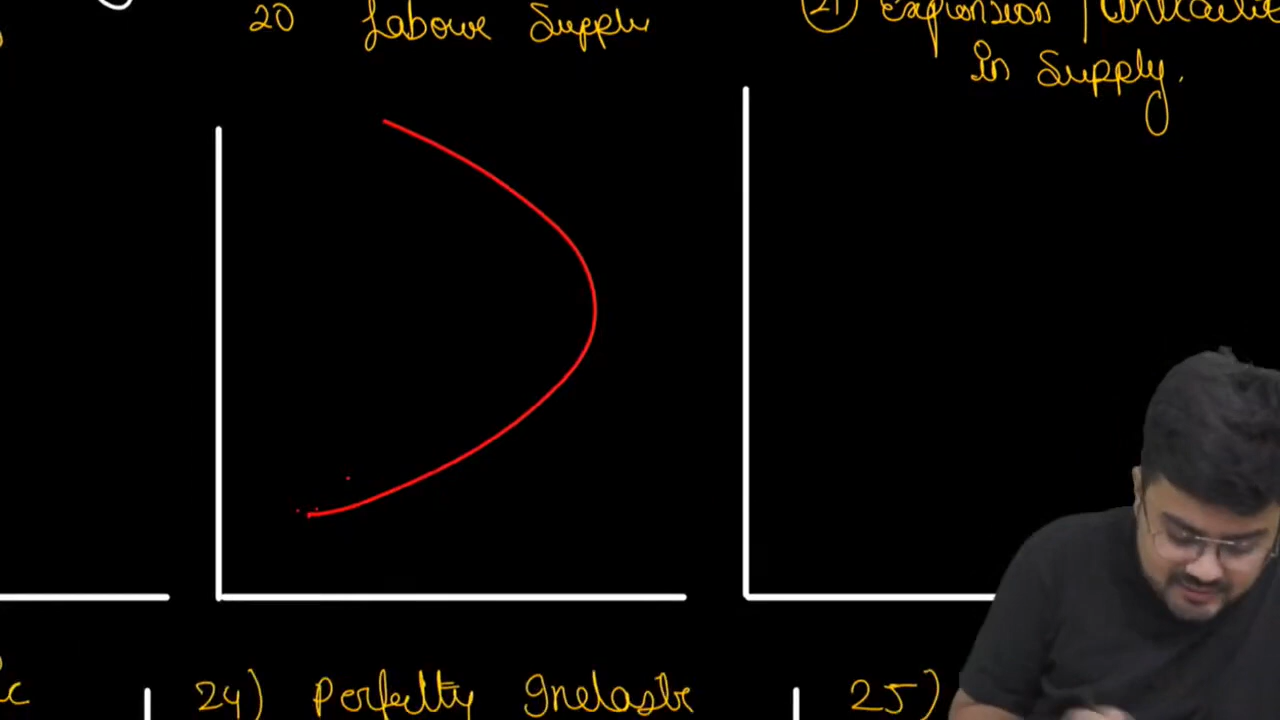 20 Labour Supply
(21) Expansion |
in Supply.
24) Perfectly Inelastic
25)